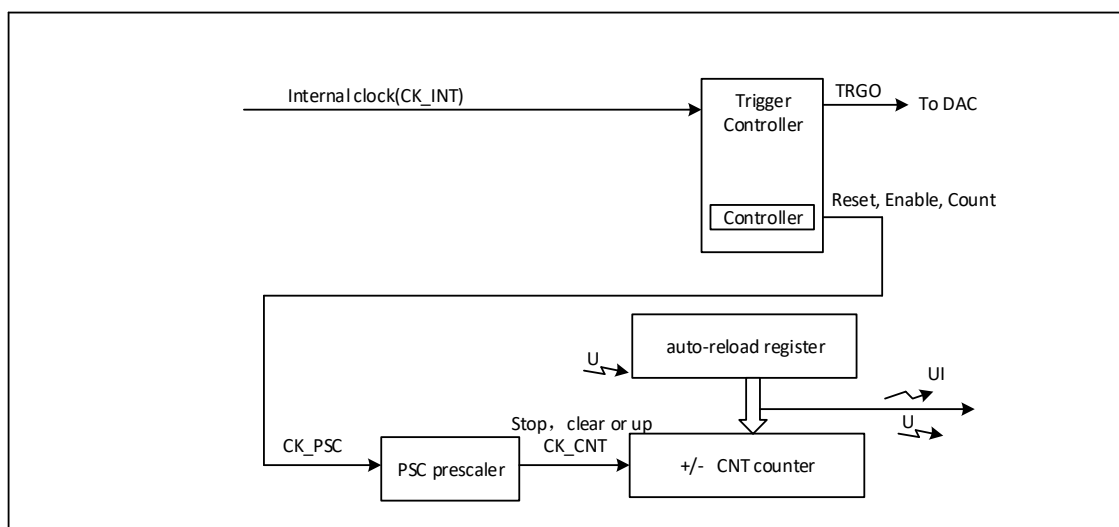 Internal clock(CK_INT)
Trigger
Controller
TRGO
To DAC
Controller
Reset, Enable, Count
auto-reload register
U
UI
U
Stop，clear or up
CK_PSC
CK_CNT
PSC prescaler
+/- CNT counter